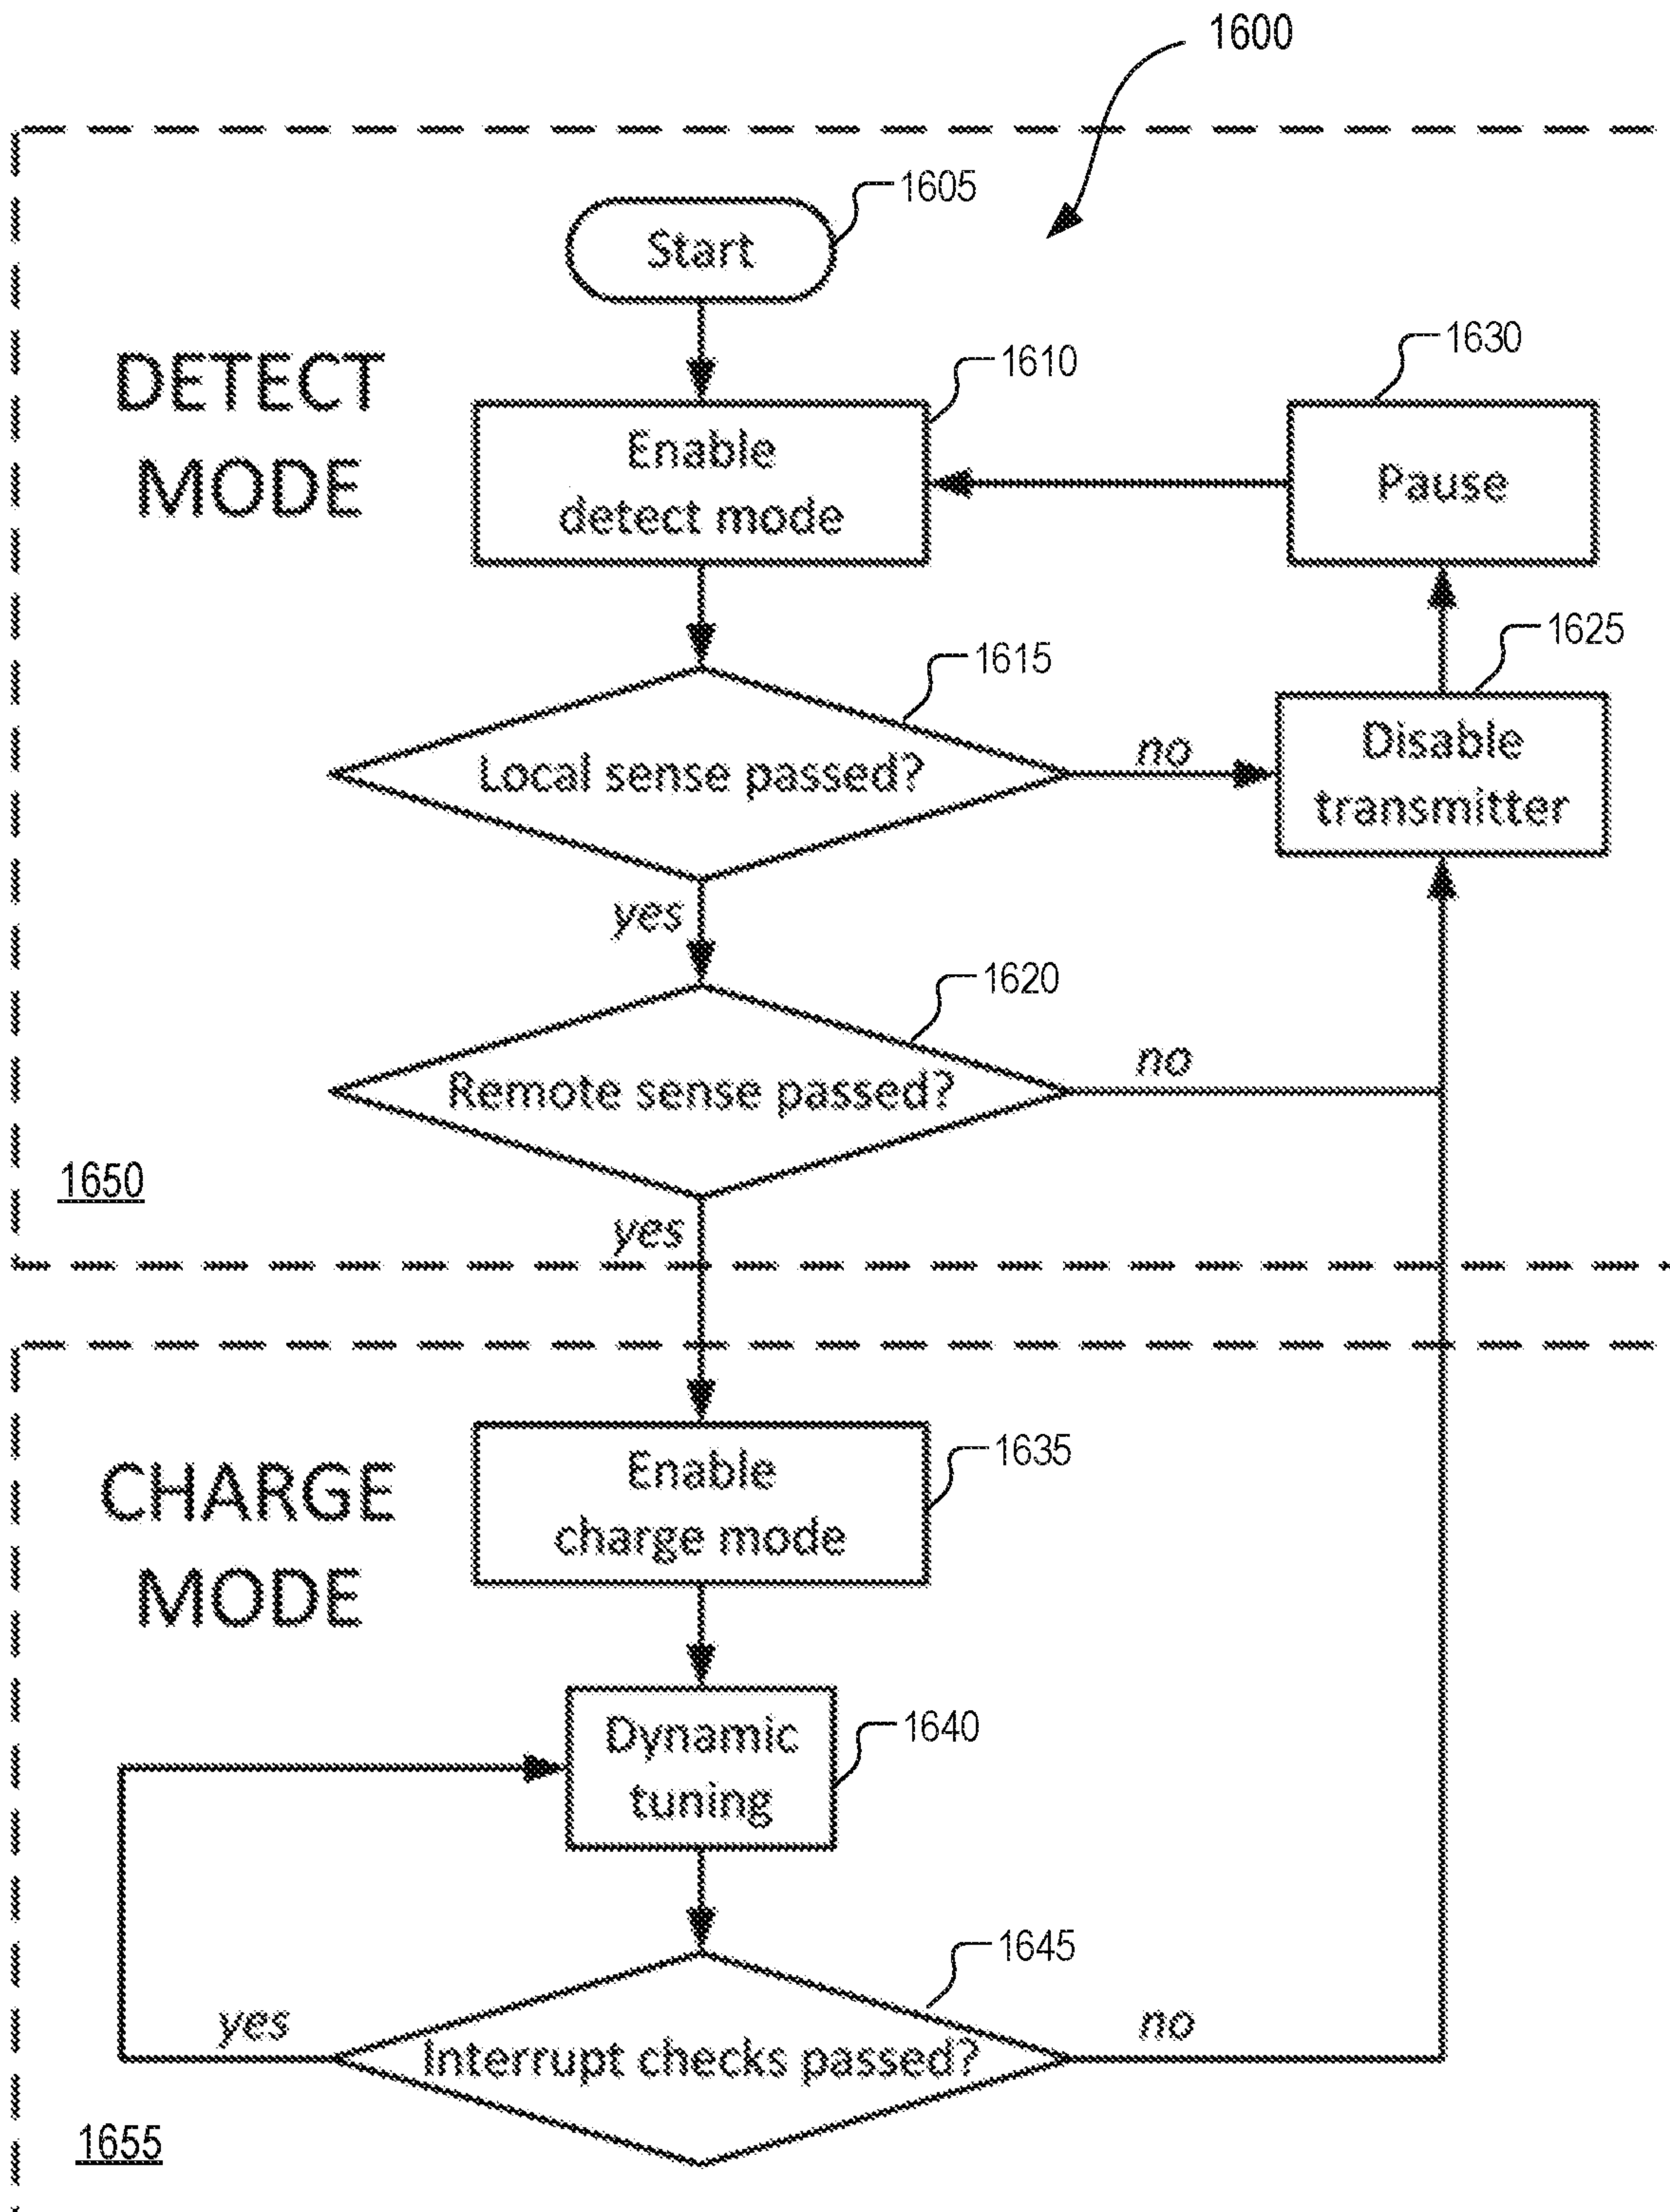 1600
1605
Start
DETECT
MODE
1610
Enable
detect mode
1630
Pause
1615
Local sense passed?
no
1625
Disable
transmitter
yes
1620
Remote sense passed?
no
yes
1650
CHARGE
MODE
1635
Enable
charge mode
1640
Dynamic
tuning
1645
Interrupt checks passed?
yes
no
1655